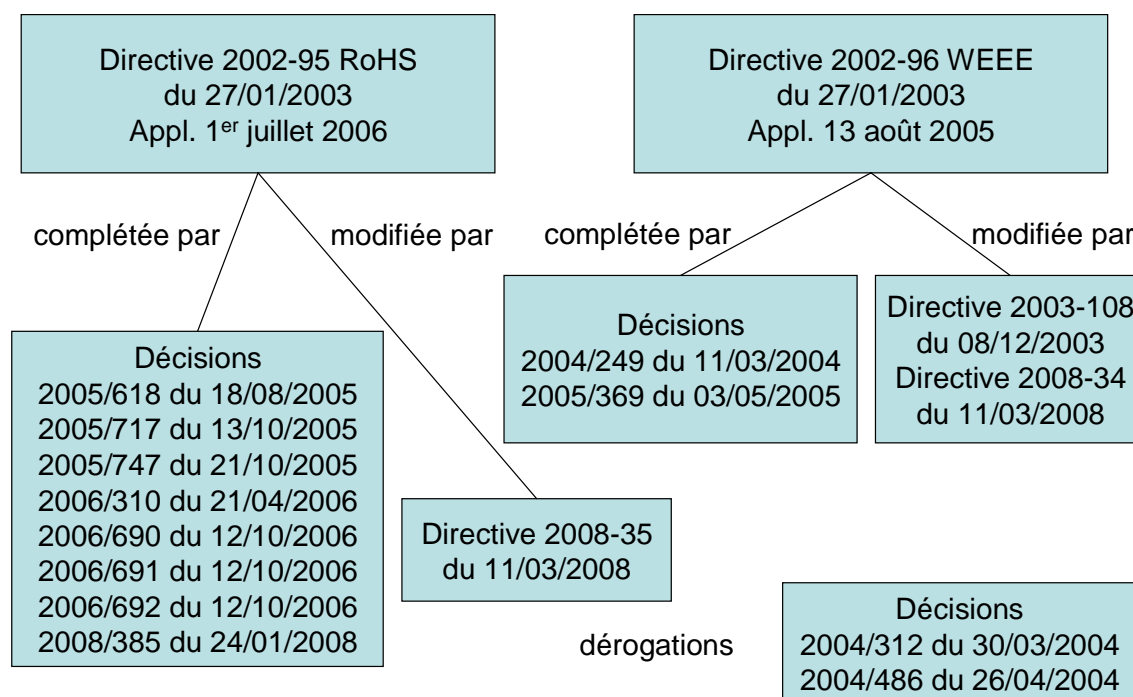 Directive 2002-95 RoHS
du 27/01/2003
Appl. 1er juillet 2006
Directive 2002-96 WEEE
du 27/01/2003
Appl. 13 août 2005
complétée par
modifiée par
complétée par
modifiée par
Décisions
2005/618 du 18/08/2005
2005/717 du 13/10/2005
2005/747 du 21/10/2005
2006/310 du 21/04/2006
2006/690 du 12/10/2006
2006/691 du 12/10/2006
2006/692 du 12/10/2006
2008/385 du 24/01/2008
Directive 2008-35
du 11/03/2008
Décisions
2004/249 du 11/03/2004
2005/369 du 03/05/2005
Directive 2003-108
du 08/12/2003
Directive 2008-34
du 11/03/2008
dérogations
Décisions
2004/312 du 30/03/2004
2004/486 du 26/04/2004